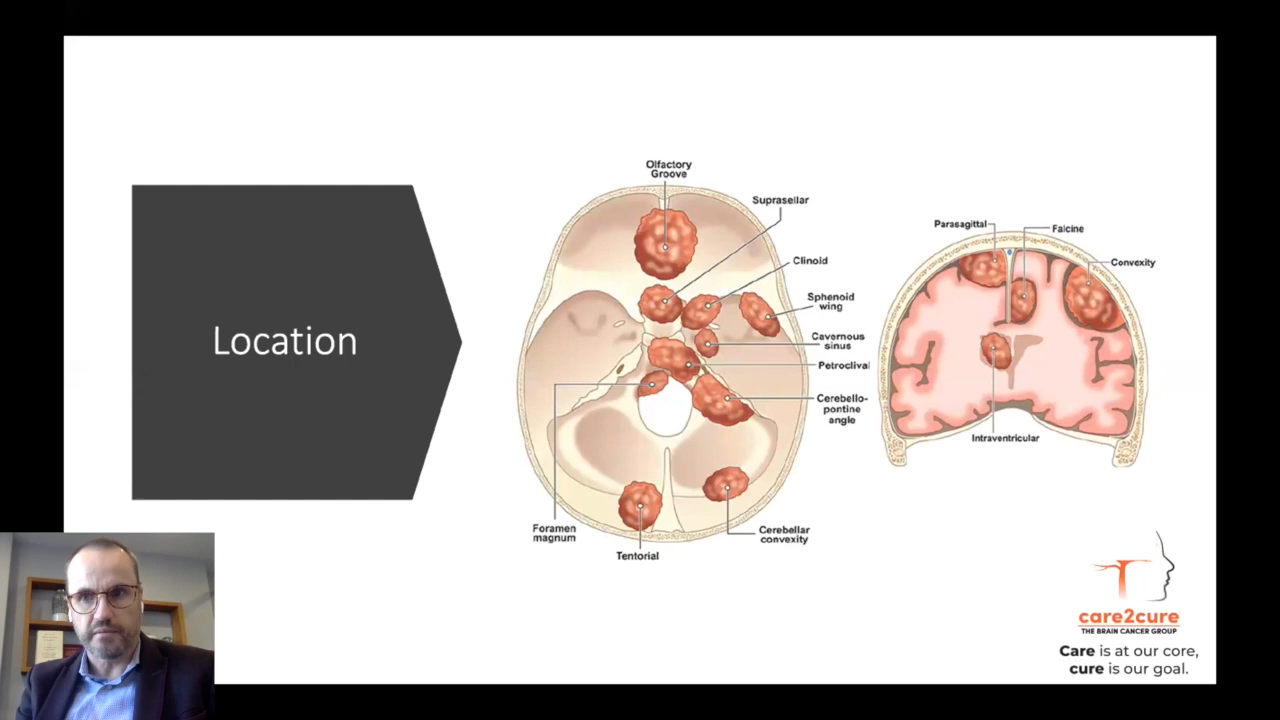 Location
Olfactory
Groove
Suprasellar
Clinoid
Sphenoid
wing
Cavernous
sinus
Petroclival
Cerebello-
pontine
angle
Foramen
magnum
Tentorial
Cerebellar
convexity
Parasagittal
Falcine
Convexity
Intraventricular
care2cure
THE BRAIN CANCER GROUP
Care is at our core,
cure is our goal.